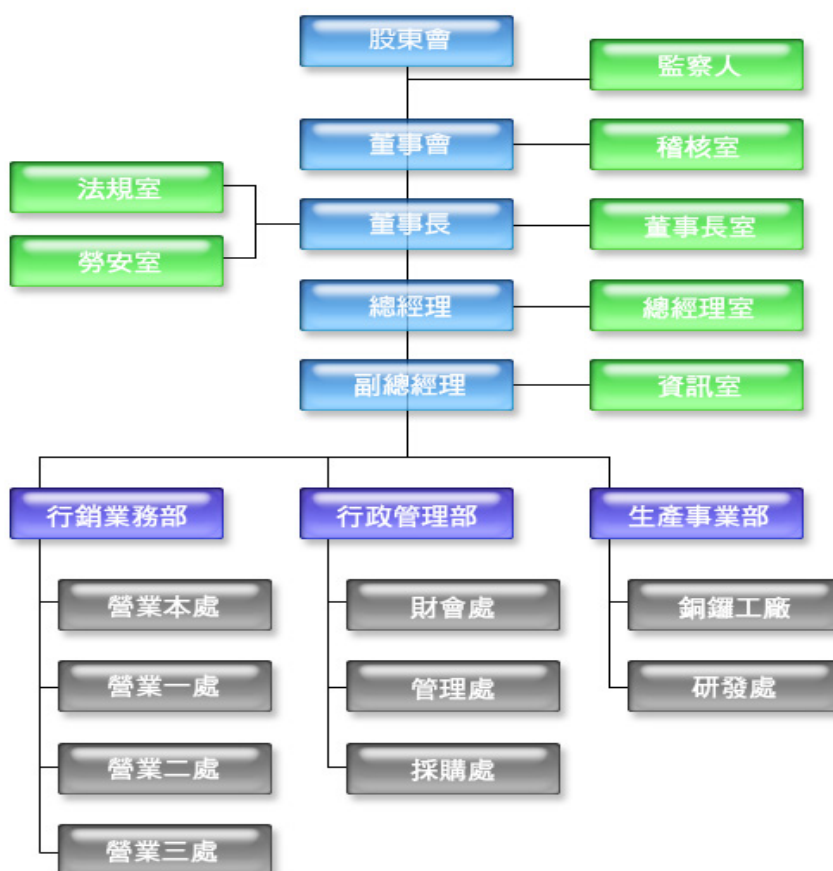 股東會
監察人
董事會
稽核室
法規室
董事長
董事長室
勞安室
總經理
總經理室
副總經理
資訊室
行銷業務部
行政管理部
生產事業部
營業本處
財會處
銅鑼工廠
營業一處
管理處
研發處
營業二處
採購處
營業三處